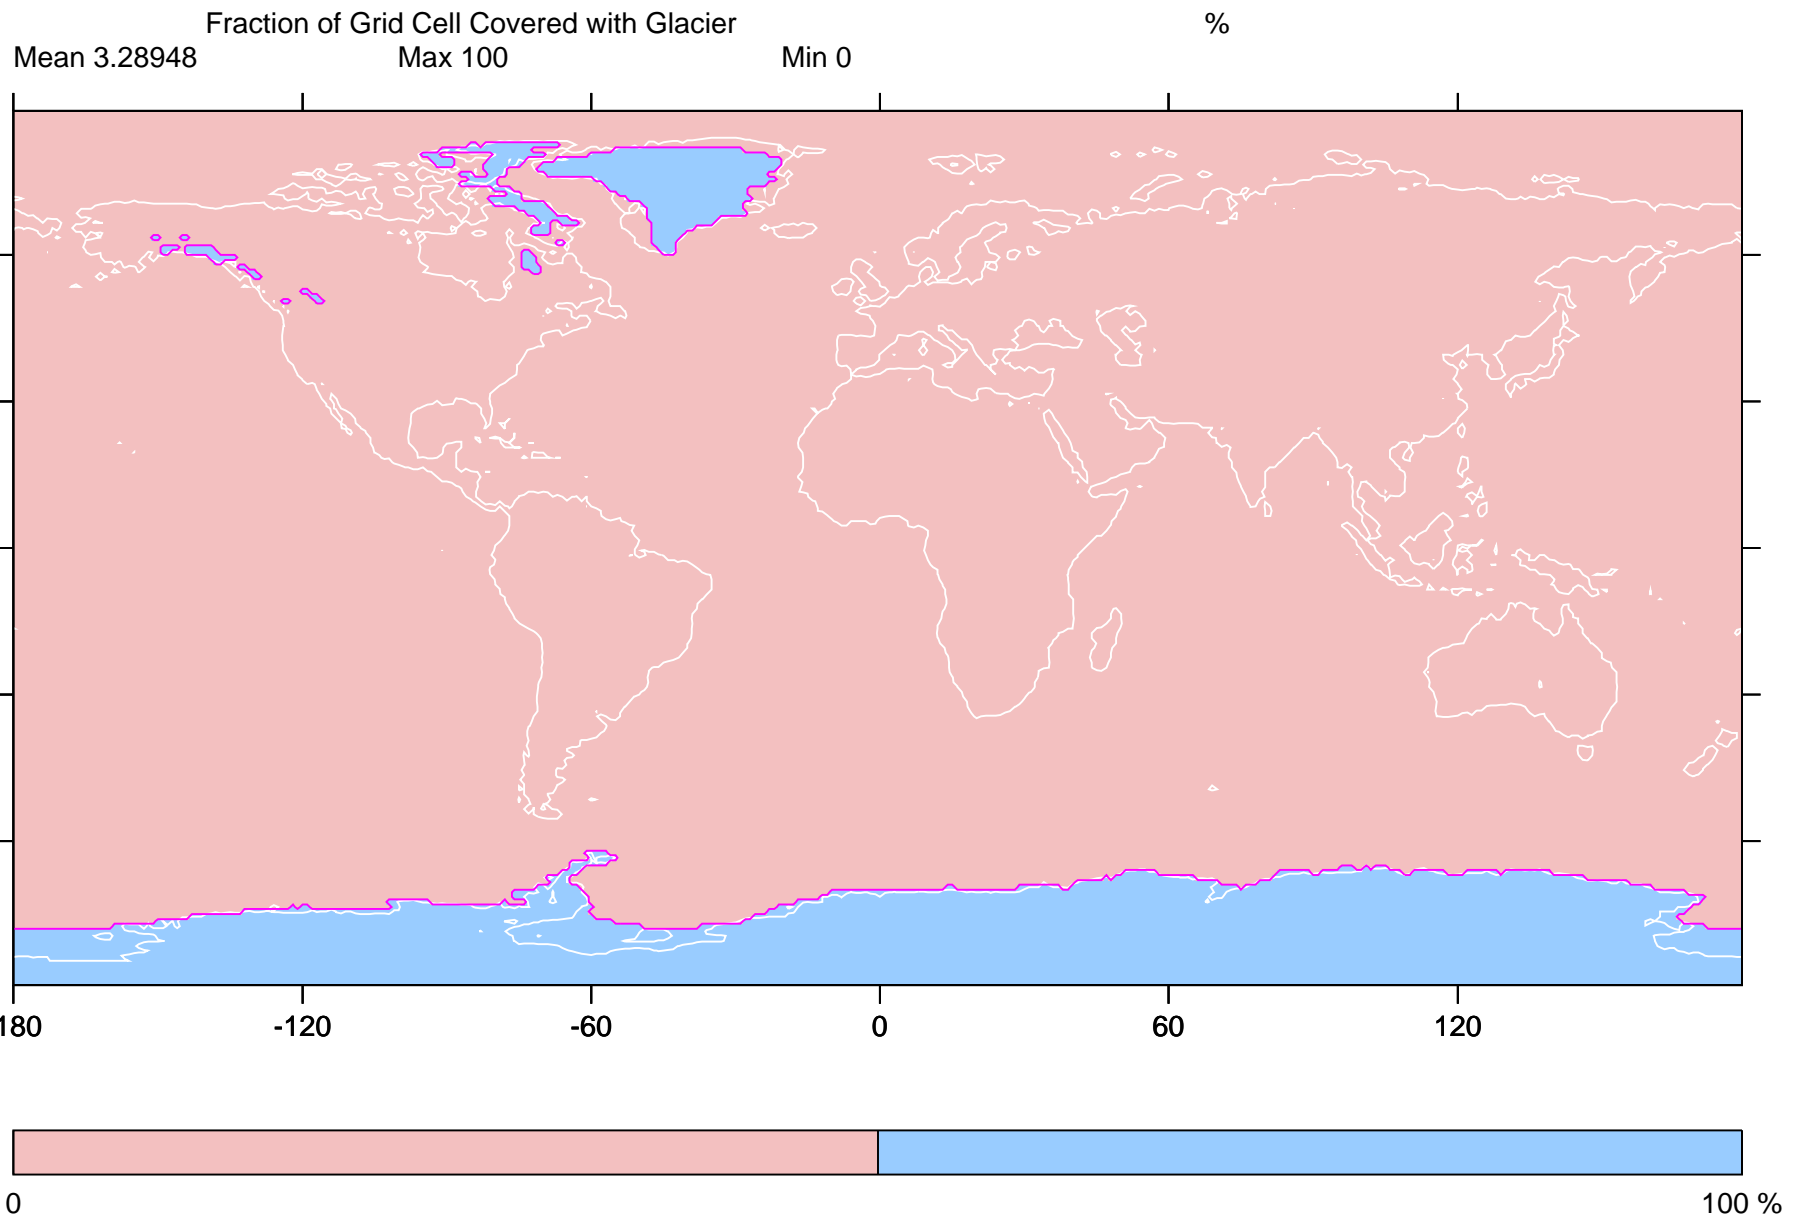 Fraction of Grid Cell Covered with Glacier %
Mean 3.28948 Max 100 Min 0
180 -120 -60 0 60 120
0 100 %